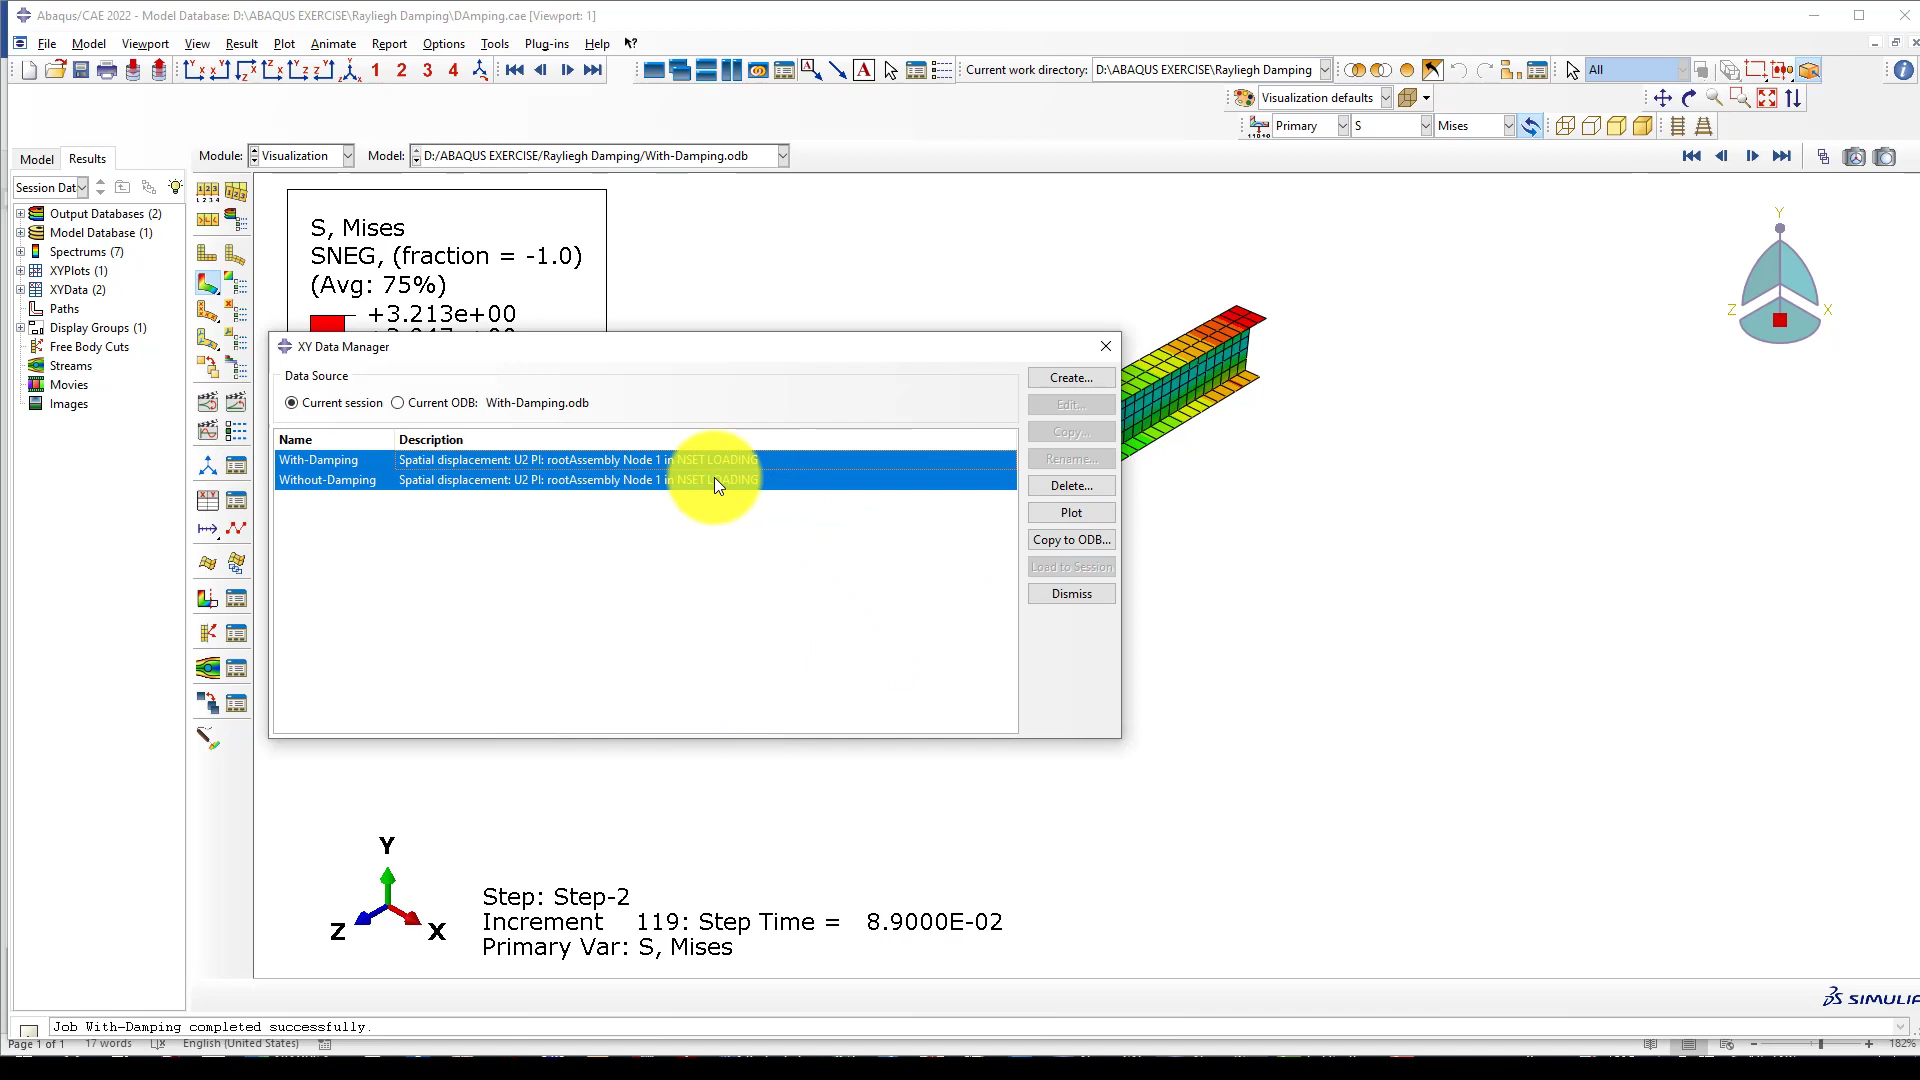 Abaqus/CAE 2022 - Model Database: D:\ABAQUS EXERCISE\Rayliegh Damping\DAmping.cae [Viewport: 1]
File Model Viewport View Result Plot Animate Report Options Tools Plug-ins Help
1 2 3 4
Current work directory: D:\ABAQUS EXERCISE\Rayliegh Damping
All
Visualization defaults
Primary S Mises
Model Results
Module: Visualization Model: D:/ABAQUS EXERCISE/Rayliegh Damping/With-Damping.odb
Session Dat
Output Databases (2)
Model Database (1)
Spectrums (7)
XYPlots (1)
XYData (2)
Paths
Display Groups (1)
Free Body Cuts
Streams
Movies
Images
S, Mises
SNEG, (fraction = -1.0)
(Avg: 75%)
+3.213e+00
XY Data Manager
Data Source
Current session Current ODB: With-Damping.odb
Name Description
With-Damping Spatial displacement: U2 PI: rootAssembly Node 1 in NSET LOADING
Without-Damping Spatial displacement: U2 PI: rootAssembly Node 1 in NSET LOADING
Create...
Edit...
Copy...
Rename...
Delete...
Plot
Copy to ODB...
Load to Session
Dismiss
Y
Z X
Y
Z X
Step: Step-2
Increment 119: Step Time = 8.9000E-02
Primary Var: S, Mises
Job With-Damping completed successfully.
Page 1 of 1 17 words English (United States) 182%